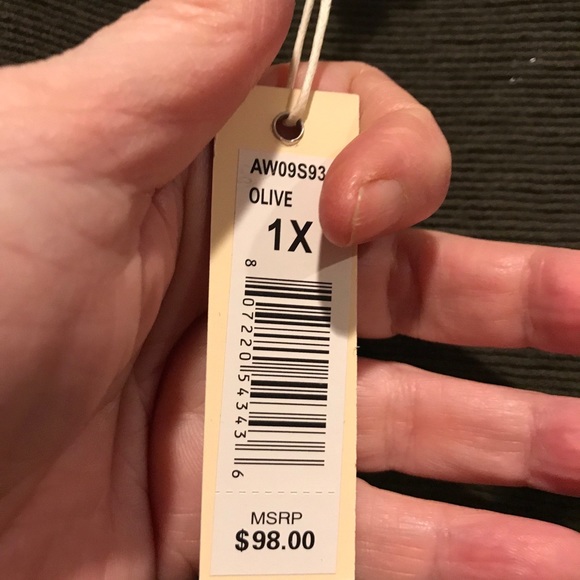 AW09S93
OLIVE
1X
8 07220 54343 6
MSRP
$98.00